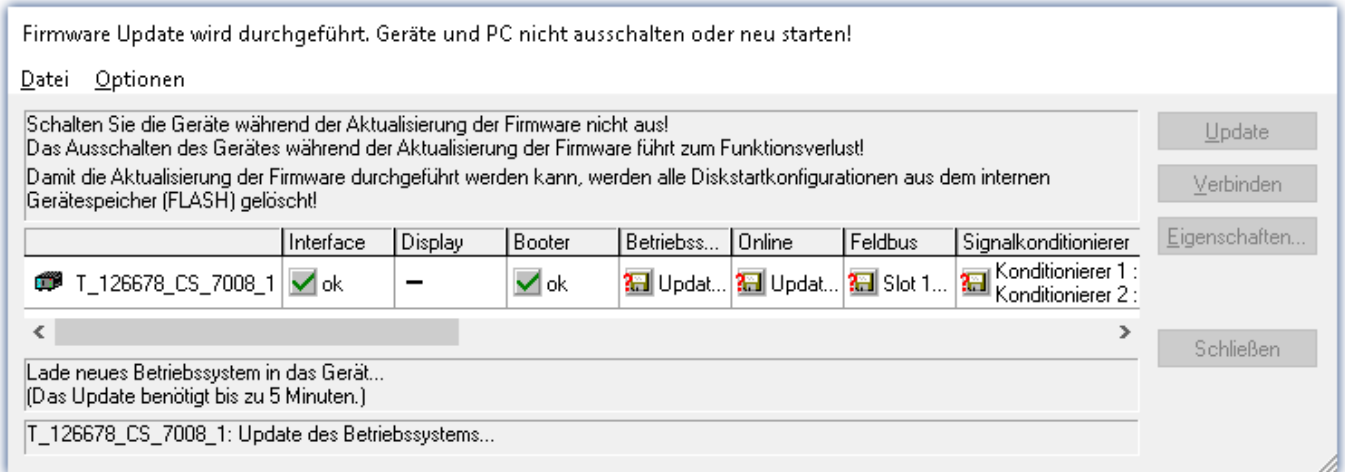 Firmware Update wird durchgeführt. Geräte und PC nicht ausschalten oder neu starten!
Datei Optionen
Schalten Sie die Geräte während der Aktualisierung der Firmware nicht aus!
Das Ausschalten des Gerätes während der Aktualisierung der Firmware führt zum Funktionsverlust!
Damit die Aktualisierung der Firmware durchgeführt werden kann, werden alle Diskstartkonfigurationen aus dem internen
Gerätespeicher (FLASH) gelöscht!
Update
Verbinden
Eigenschaften...
Interface Display Booter Betriebss... Online Feldbus Signalkonditionierer
T_126678_CS_7008_1 ok – ok Updat... Updat... Slot 1... Konditionierer 1 :
Konditionierer 2 :
Schließen
Lade neues Betriebssystem in das Gerät...
(Das Update benötigt bis zu 5 Minuten.)
T_126678_CS_7008_1: Update des Betriebssystems...